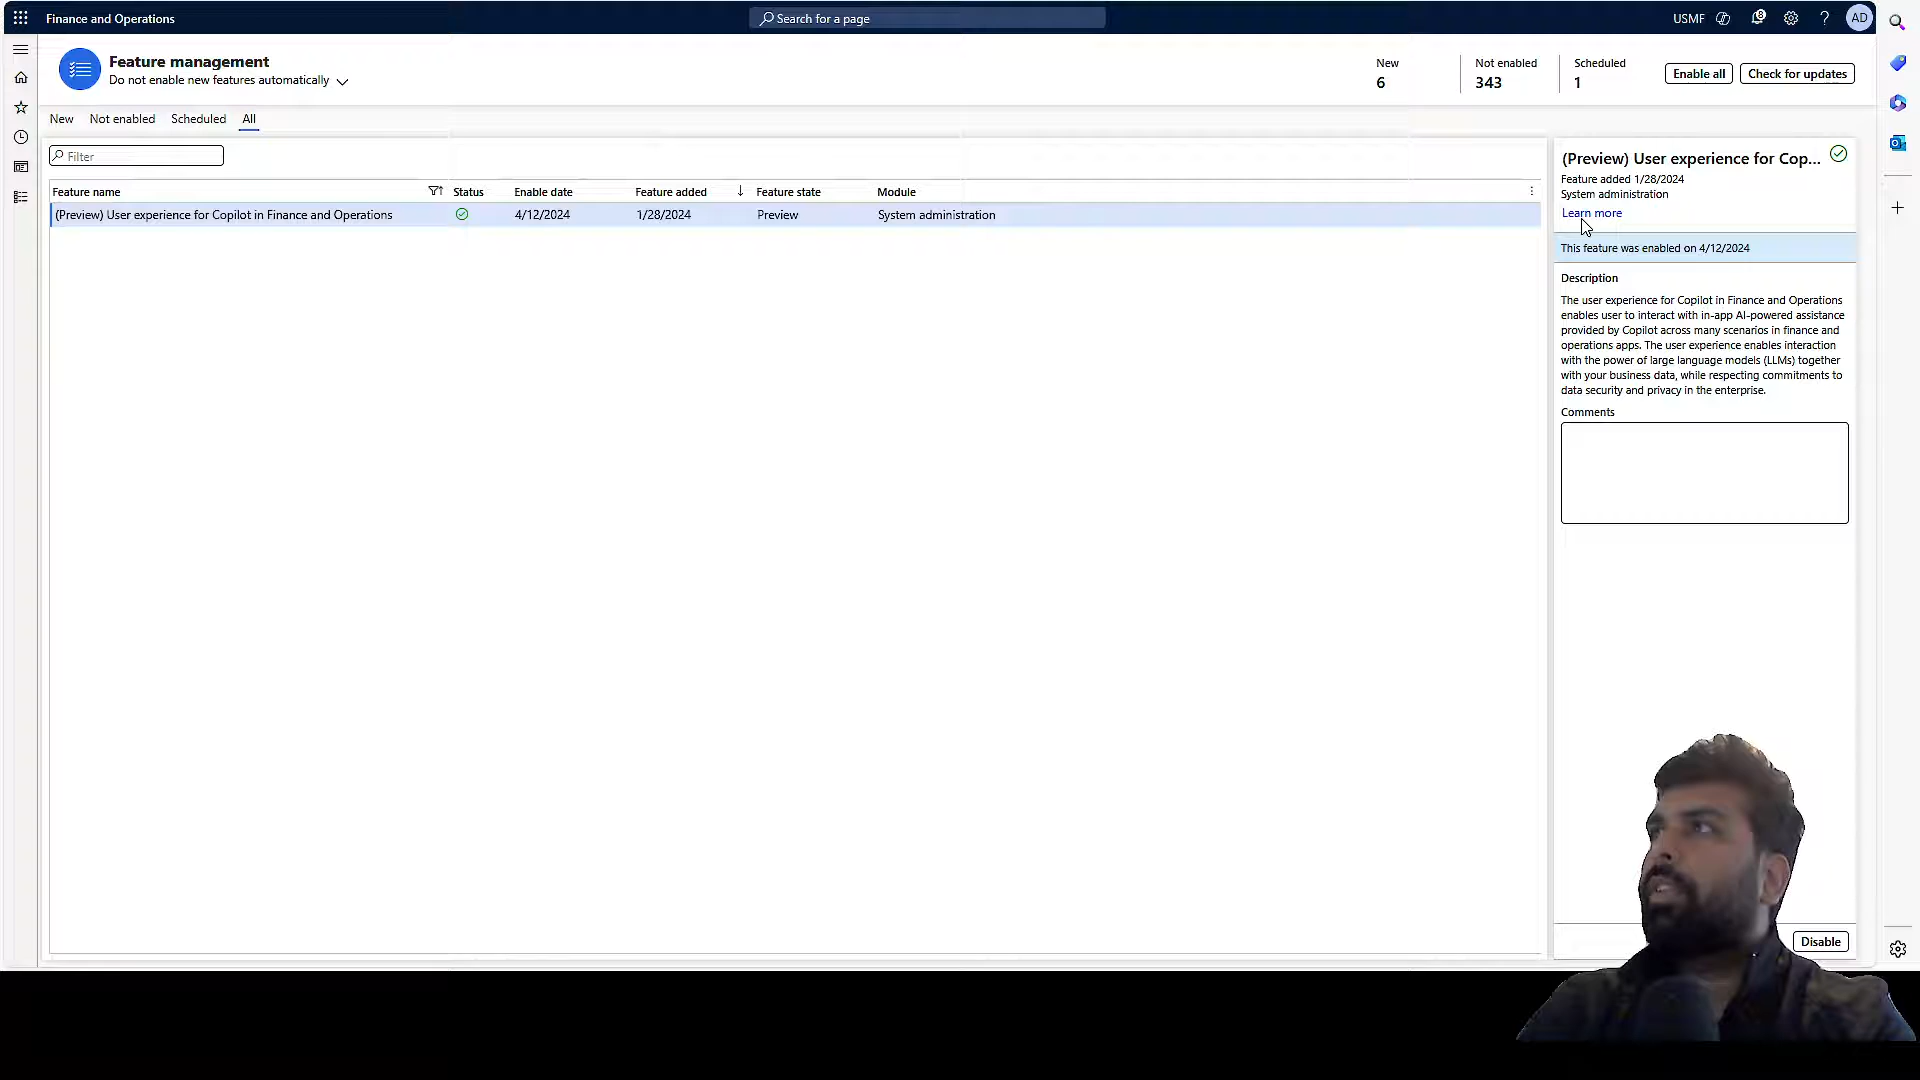 Finance and Operations
Search for a page
USMF
8
AD
Feature management
Do not enable new features automatically
New
6
Not enabled
343
Scheduled
1
Enable all
Check for updates
New
Not enabled
Scheduled
All
Filter
Feature name
Status
Enable date
Feature added
Feature state
Module
(Preview) User experience for Copilot in Finance and Operations
4/12/2024
1/28/2024
Preview
System administration
(Preview) User experience for Cop...
Feature added 1/28/2024
System administration
Learn more
This feature was enabled on 4/12/2024
Description
The user experience for Copilot in Finance and Operations
enables user to interact with in-app AI-powered assistance
provided by Copilot across many scenarios in finance and
operations apps. The user experience enables interaction
with the power of large language models (LLMs) together
with your business data, while respecting commitments to
data security and privacy in the enterprise.
Comments
Disable